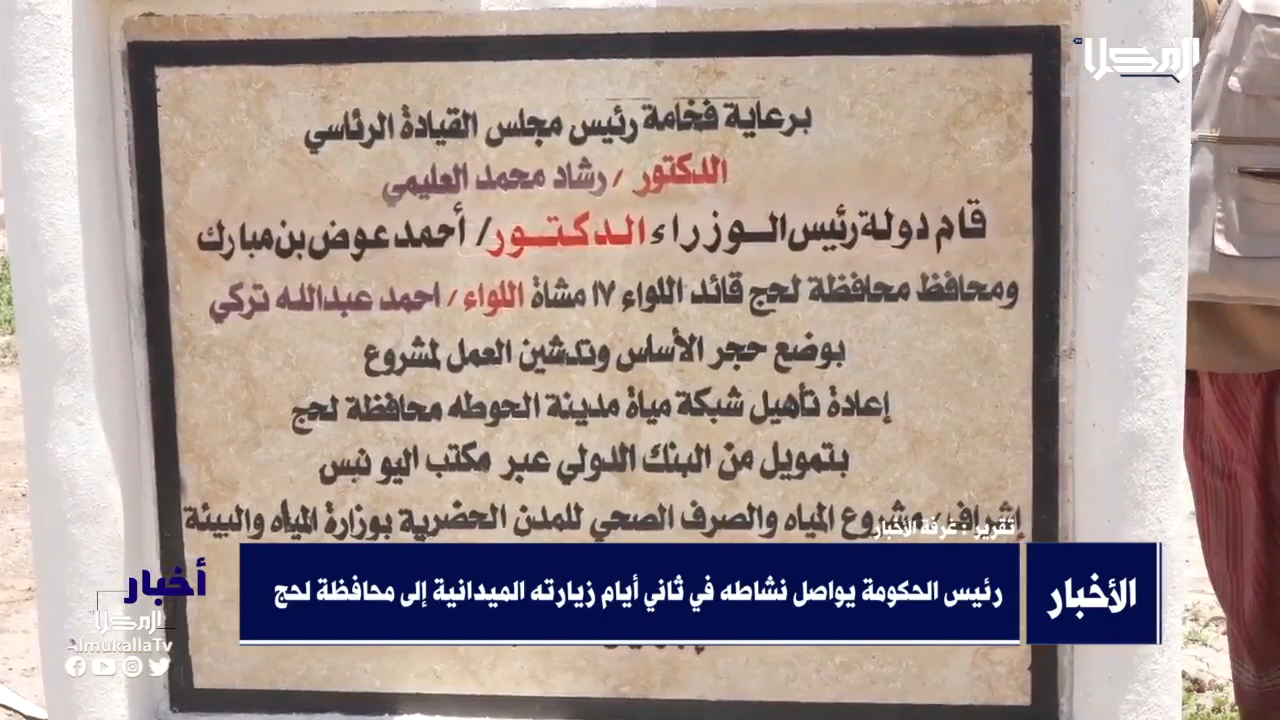 المكلا
برعاية فخامة رئيس مجلس القيادة الرئاسي
الدكتور / رشاد محمد العليمي
قام دولة رئيس الوزراء الدكتور / أحمد عوض بن مبارك
ومحافظ محافظة لحج قائد اللواء ١٧ مشاة اللواء / احمد عبدالله تركي
بوضع حجر الأساس وتدشين العمل لمشروع
إعادة تأهيل شبكة مياة مدينة الحوطه محافظة لحج
بتمويل من البنك الدولي عبر مكتب اليو نبس
إشراف / مشروع المياه والصرف الصحي للمدن الحضرية بوزارة المياه والبيئة
تقرير : غرفة الأخبار
الأخبار
رئيس الحكومة يواصل نشاطه في ثاني أيام زيارته الميدانية إلى محافظة لحج
أخبار
المكلا
AlmukallaTv